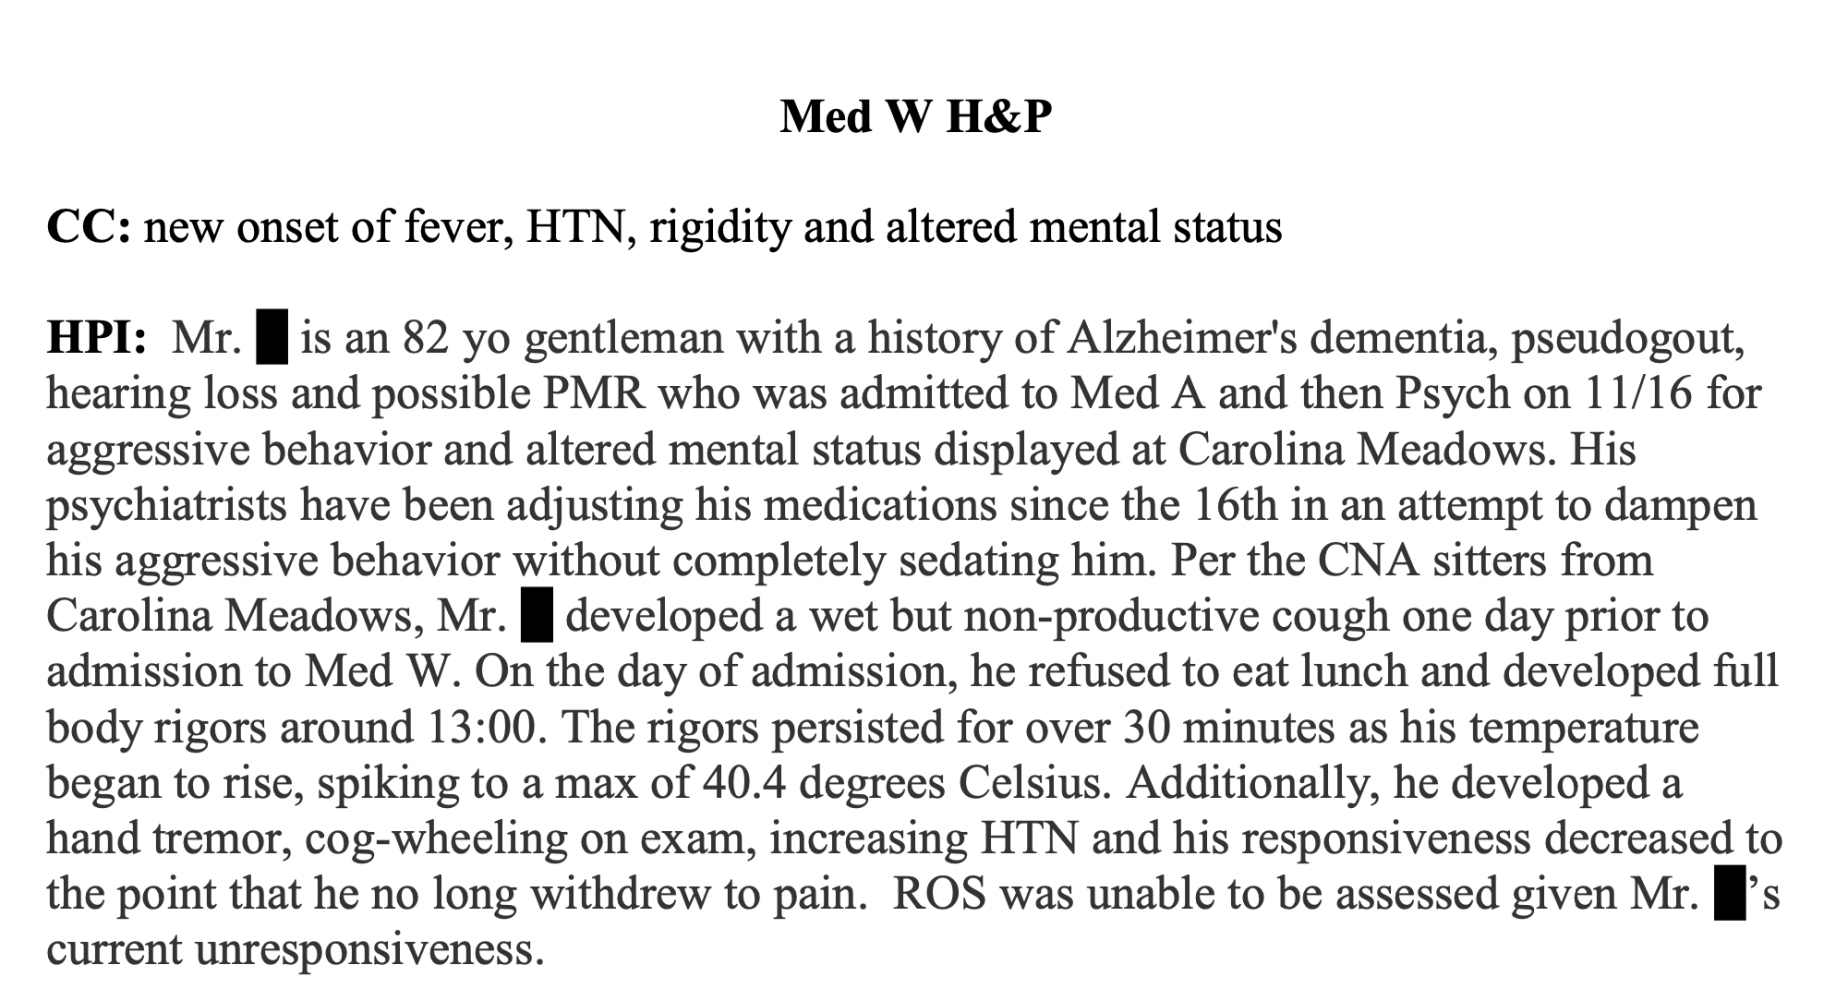 Med W H&P
CC: new onset of fever, HTN, rigidity and altered mental status
HPI: Mr. is an 82 yo gentleman with a history of Alzheimer's dementia, pseudogout,
hearing loss and possible PMR who was admitted to Med A and then Psych on 11/16 for
aggressive behavior and altered mental status displayed at Carolina Meadows. His
psychiatrists have been adjusting his medications since the 16th in an attempt to dampen
his aggressive behavior without completely sedating him. Per the CNA sitters from
Carolina Meadows, Mr. developed a wet but non-productive cough one day prior to
admission to Med W. On the day of admission, he refused to eat lunch and developed full
body rigors around 13:00. The rigors persisted for over 30 minutes as his temperature
began to rise, spiking to a max of 40.4 degrees Celsius. Additionally, he developed a
hand tremor, cog-wheeling on exam, increasing HTN and his responsiveness decreased to
the point that he no long withdrew to pain. ROS was unable to be assessed given Mr. ’s
current unresponsiveness.